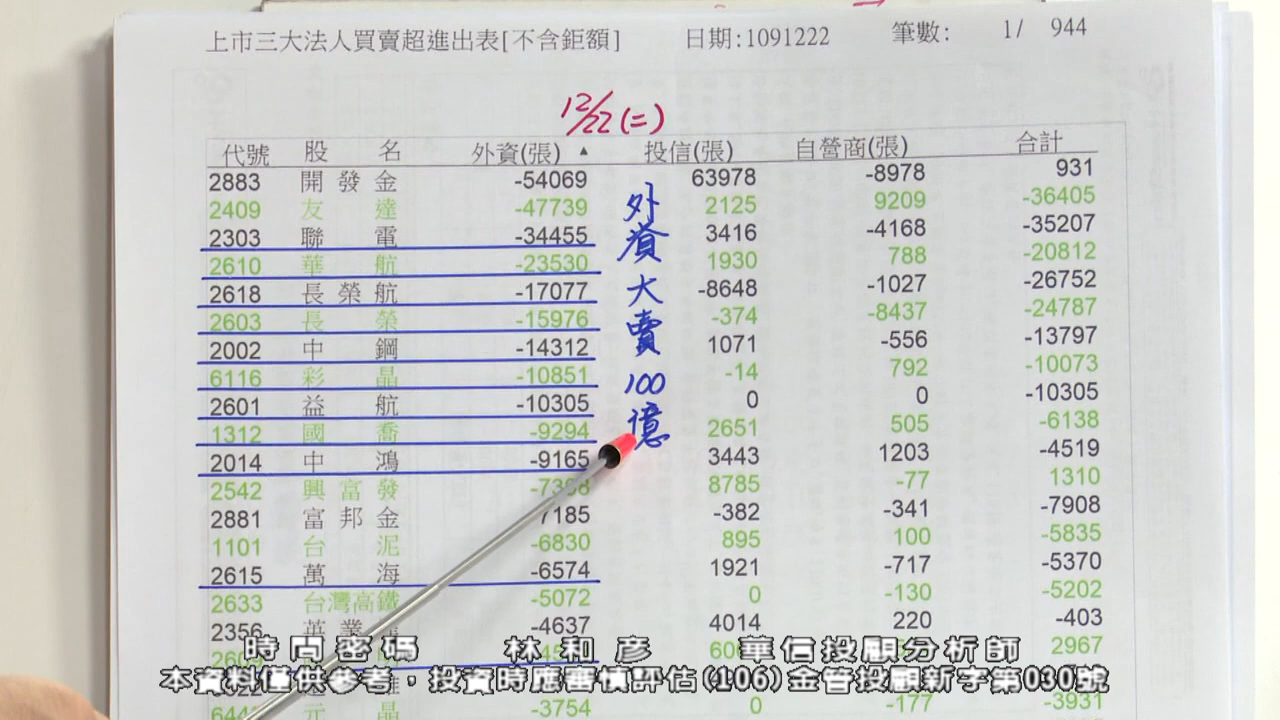 上市三大法人買賣超進出表[不含鉅額] 日期:1091222 筆數: 1/ 944
12/22(二)
代號 股名 外資(張) ▲ 投信(張) 自營商(張) 合計
2883 開發金 -54069 63978 -8978 931
2409 友達 -47739 2125 9209 -36405
2303 聯電 -34455 3416 -4168 -35207
2610 華航 -23530 1930 788 -20812
2618 長榮航 -17077 -8648 -1027 -26752
2603 長榮 -15976 -374 -8437 -24787
2002 中鋼 -14312 1071 -556 -13797
6116 彩晶 -10851 -14 792 -10073
2601 益航 -10305 0 0 -10305
1312 國喬 -9294 2651 505 -6138
2014 中鴻 -9165 3443 1203 -4519
2542 興富發 8785 -77 1310
2881 富邦金 7185 -382 -341 -7908
1101 台泥 -6830 895 100 -5835
2615 萬海 -6574 1921 -717 -5370
2633 台灣高鐵 -5072 0 -130 -5202
2356 英業 -4637 4014 220 -403
2967
元晶 -3754 0 -177 -3931
外資大賣100億
時間密碼 林和彥 華信投顧分析師
本資料僅供參考，投資時應審慎評估(106)金管投顧新字第030號